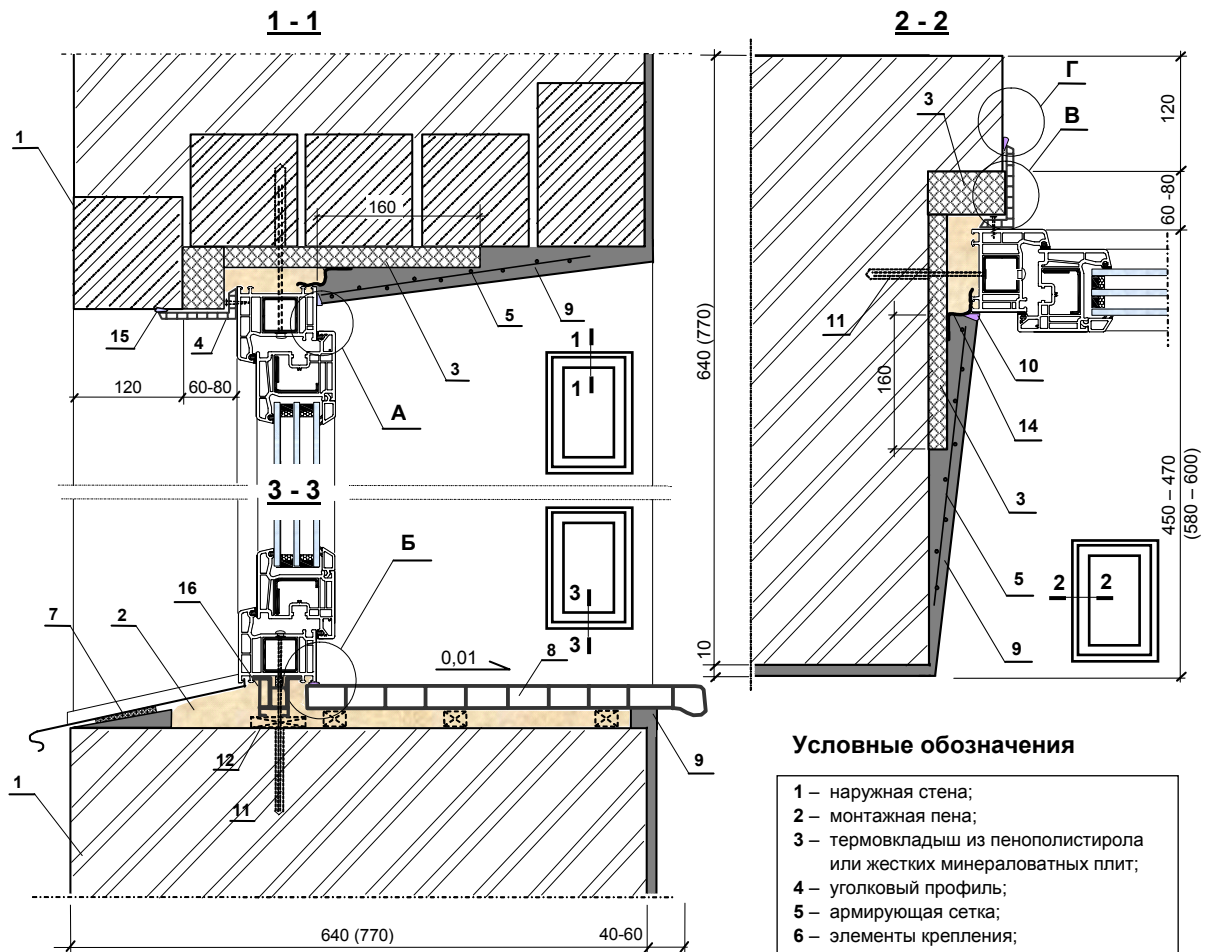 1 - 1
2 - 2
Г
3
В
120
1
160
60 -80
11
15
4
5
9
10
3
1
1
640 (770)
160
14
120
60-80
А
3
450 – 470
(580 – 600)
3 - 3
Б
16
7
2
3
3
5
2
2
0,01
8
10
9
12
9
1
11
640 (770)
40-60
Условные обозначения
1 – наружная стена;
2 – монтажная пена;
3 – термовкладыш из пенополистирола
или жестких минераловатных плит;
4 – уголковый профиль;
5 – армирующая сетка;
6 – элементы крепления;